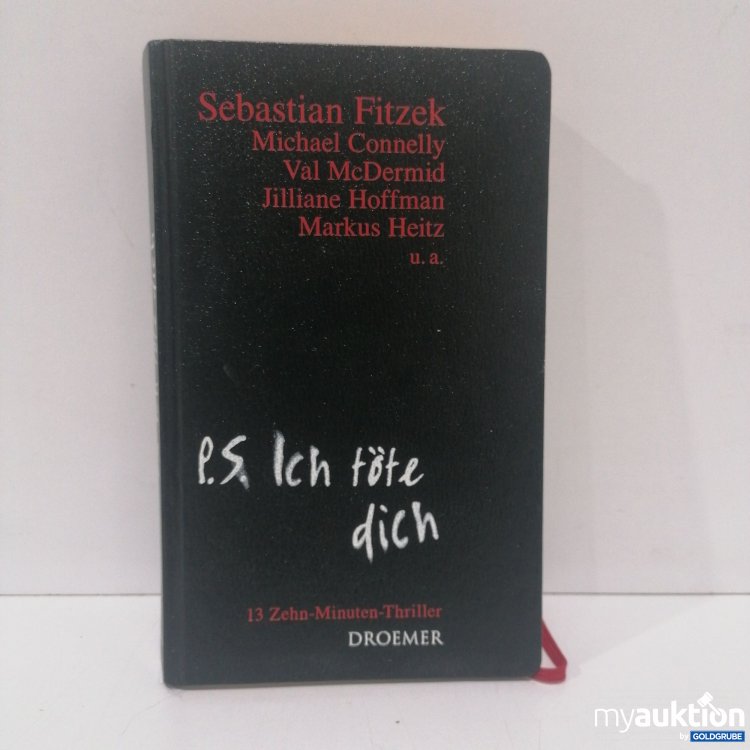 Sebastian Fitzek
Michael Connelly
Val McDermid
Jilliane Hoffman
Markus Heitz
u. a.
P.S. Ich töte
dich
13 Zehn-Minuten-Thriller
DROEMER
myauktion
by GOLDGRUBE